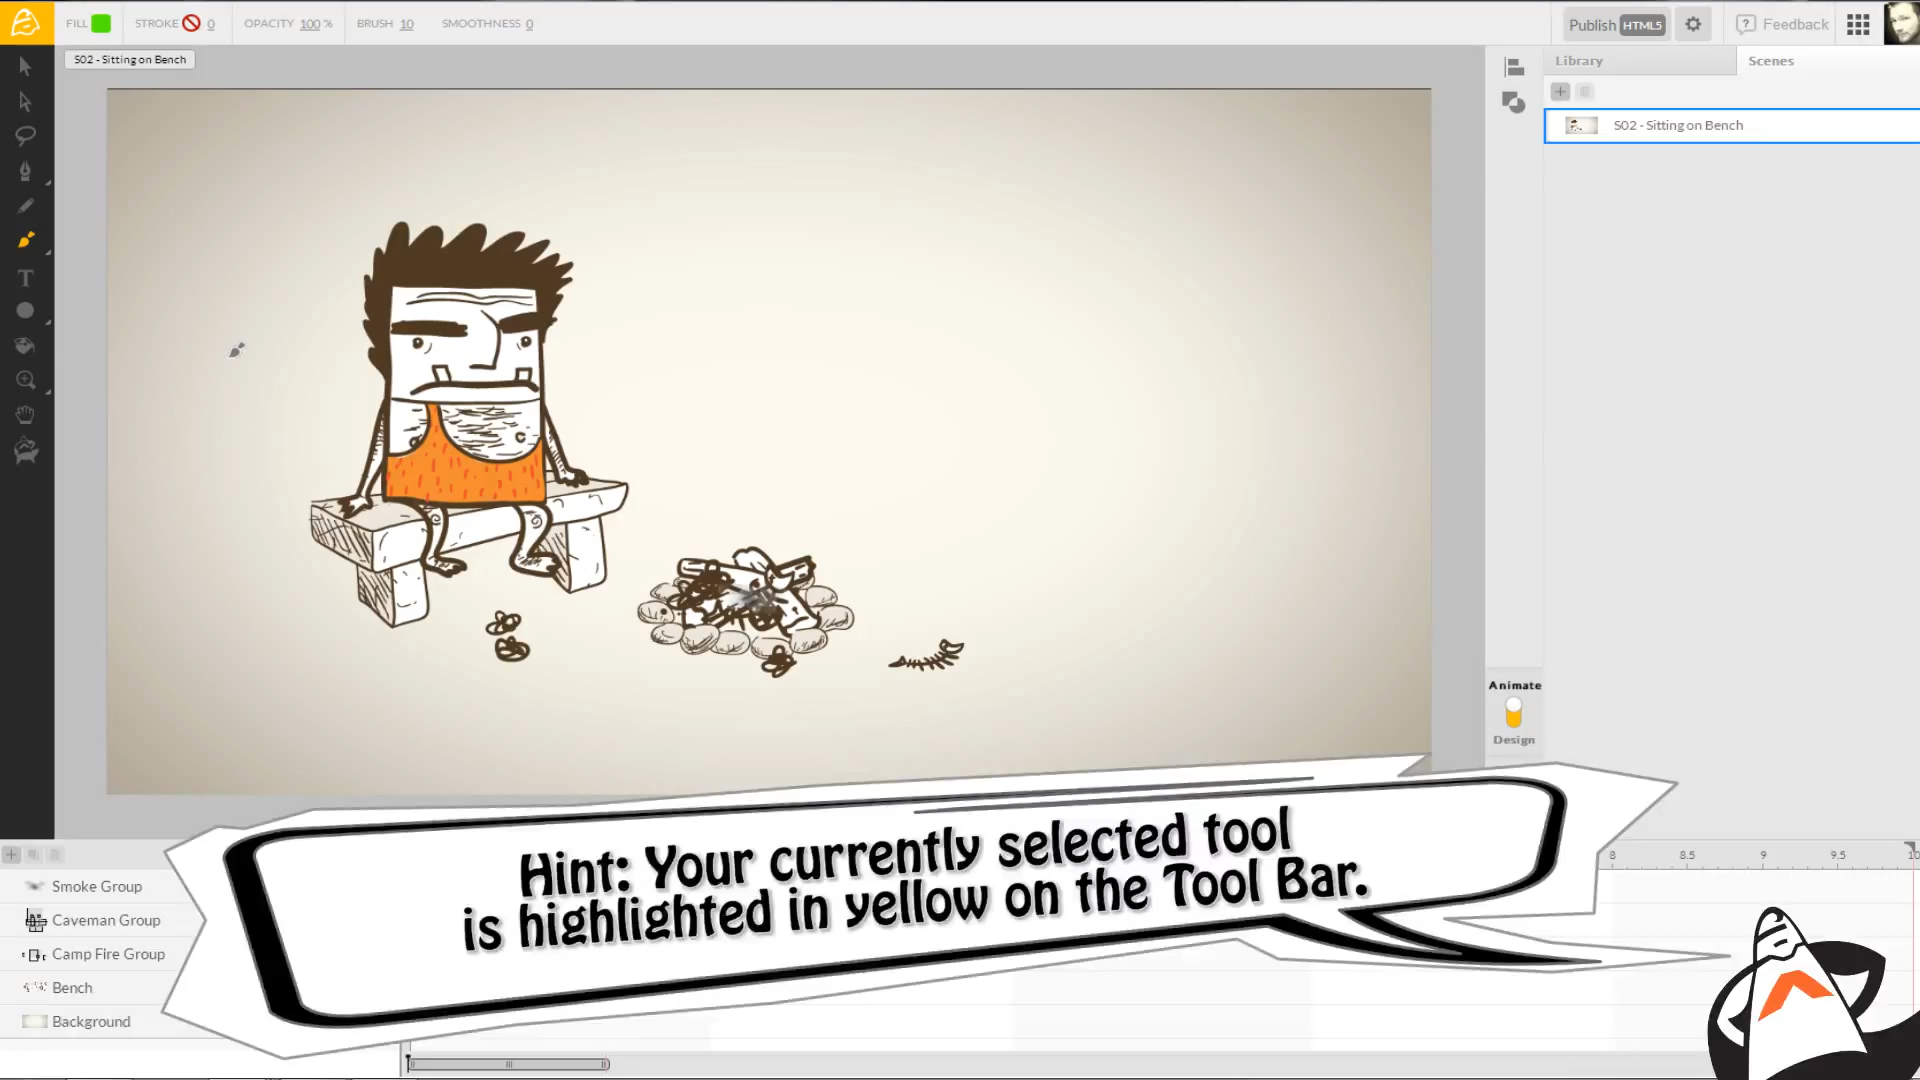 FILL STROKE 0 OPACITY 100 % BRUSH 10 SMOOTHNESS 0 Publish HTML5 Feedback
S02 - Sitting on Bench
Library Scenes
S02 - Sitting on Bench
T
Animate
Design
Hint: Your currently selected tool
is highlighted in yellow on the Tool Bar.
8 8.5 9 9.5 10
Smoke Group
Caveman Group
Camp Fire Group
Bench
Background